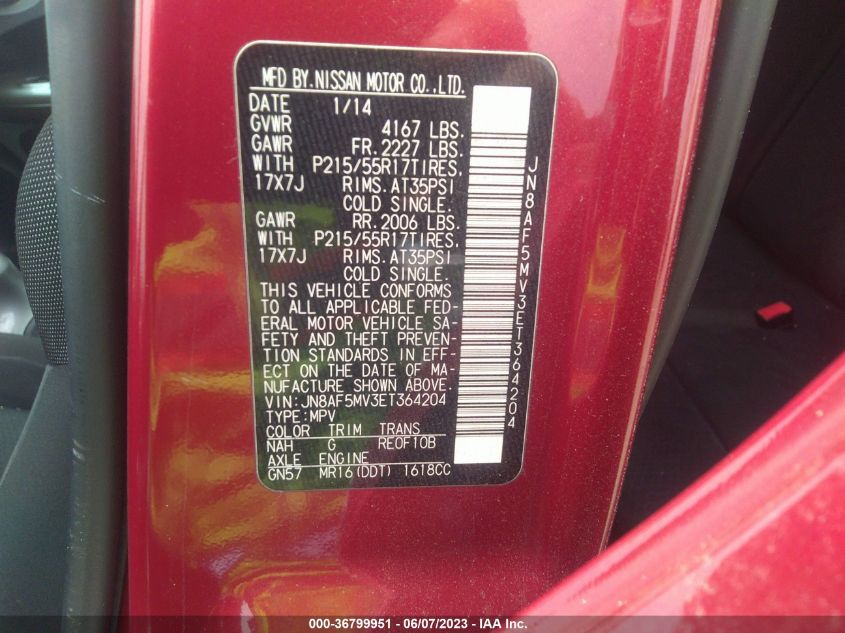 MFD BY.NISSAN MOTOR CO.,LTD.
DATE 1/14
GVWR 4167 LBS.
GAWR FR.2227 LBS.
WITH P215/55R17TIRES.
17X7J RIMS.AT35PSI
COLD SINGLE.
GAWR RR.2006 LBS.
WITH P215/55R17TIRES.
17X7J RIMS.AT35PSI
COLD SINGLE.
THIS VEHICLE CONFORMS
TO ALL APPLICABLE FED-
ERAL MOTOR VEHICLE SA-
FETY AND THEFT PREVEN-
TION STANDARDS IN EFF-
ECT ON THE DATE OF MA-
NUFACTURE SHOWN ABOVE.
VIN:JN8AF5MV3ET364204
TYPE:MPV
COLOR TRIM TRANS
NAH G RE0F10B
AXLE ENGINE
GN57 MR16(DDT) 1618CC
JN8AF5MV3ET364204
000-36799951 - 06/07/2023 - IAA Inc.